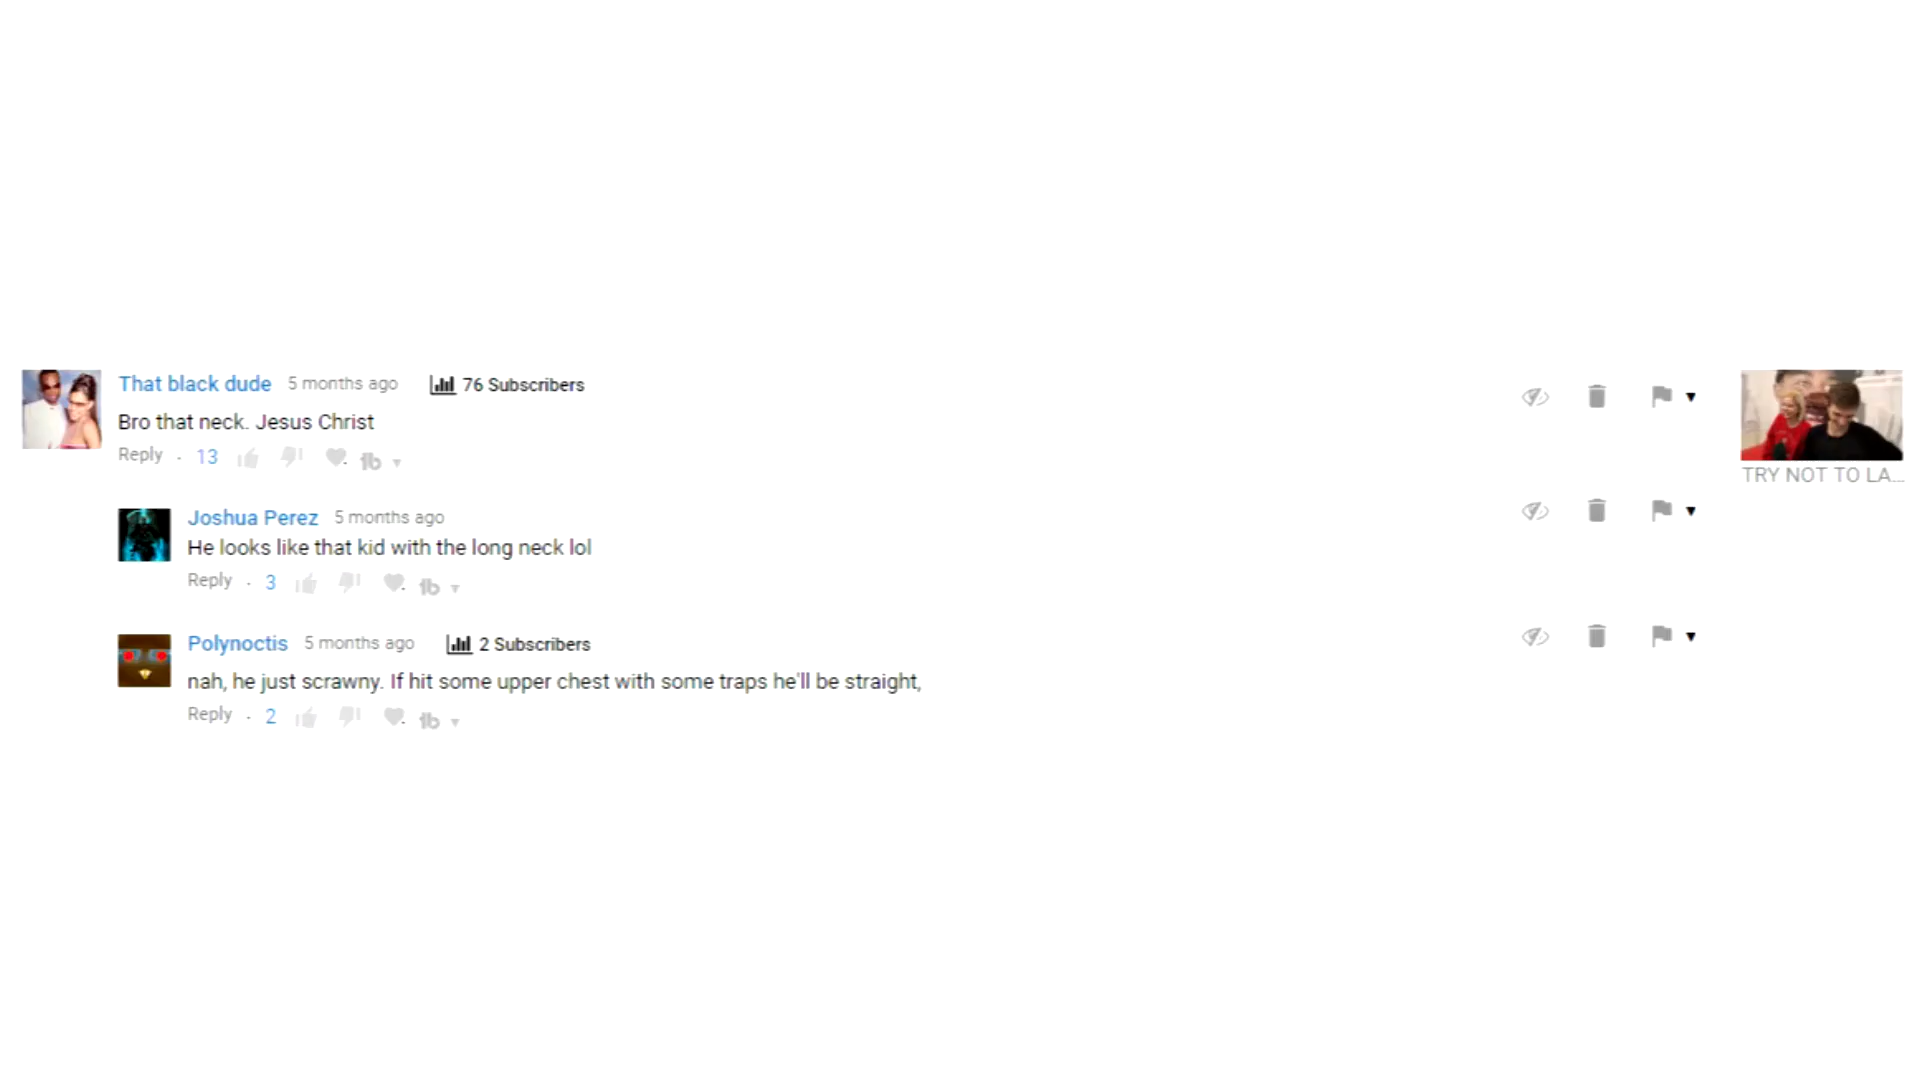 That black dude 5 months ago 76 Subscribers
Bro that neck. Jesus Christ
Reply . 13
TRY NOT TO LA...
Joshua Perez 5 months ago
He looks like that kid with the long neck lol
Reply . 3
Polynoctis 5 months ago 2 Subscribers
nah, he just scrawny. If hit some upper chest with some traps he'll be straight,
Reply . 2